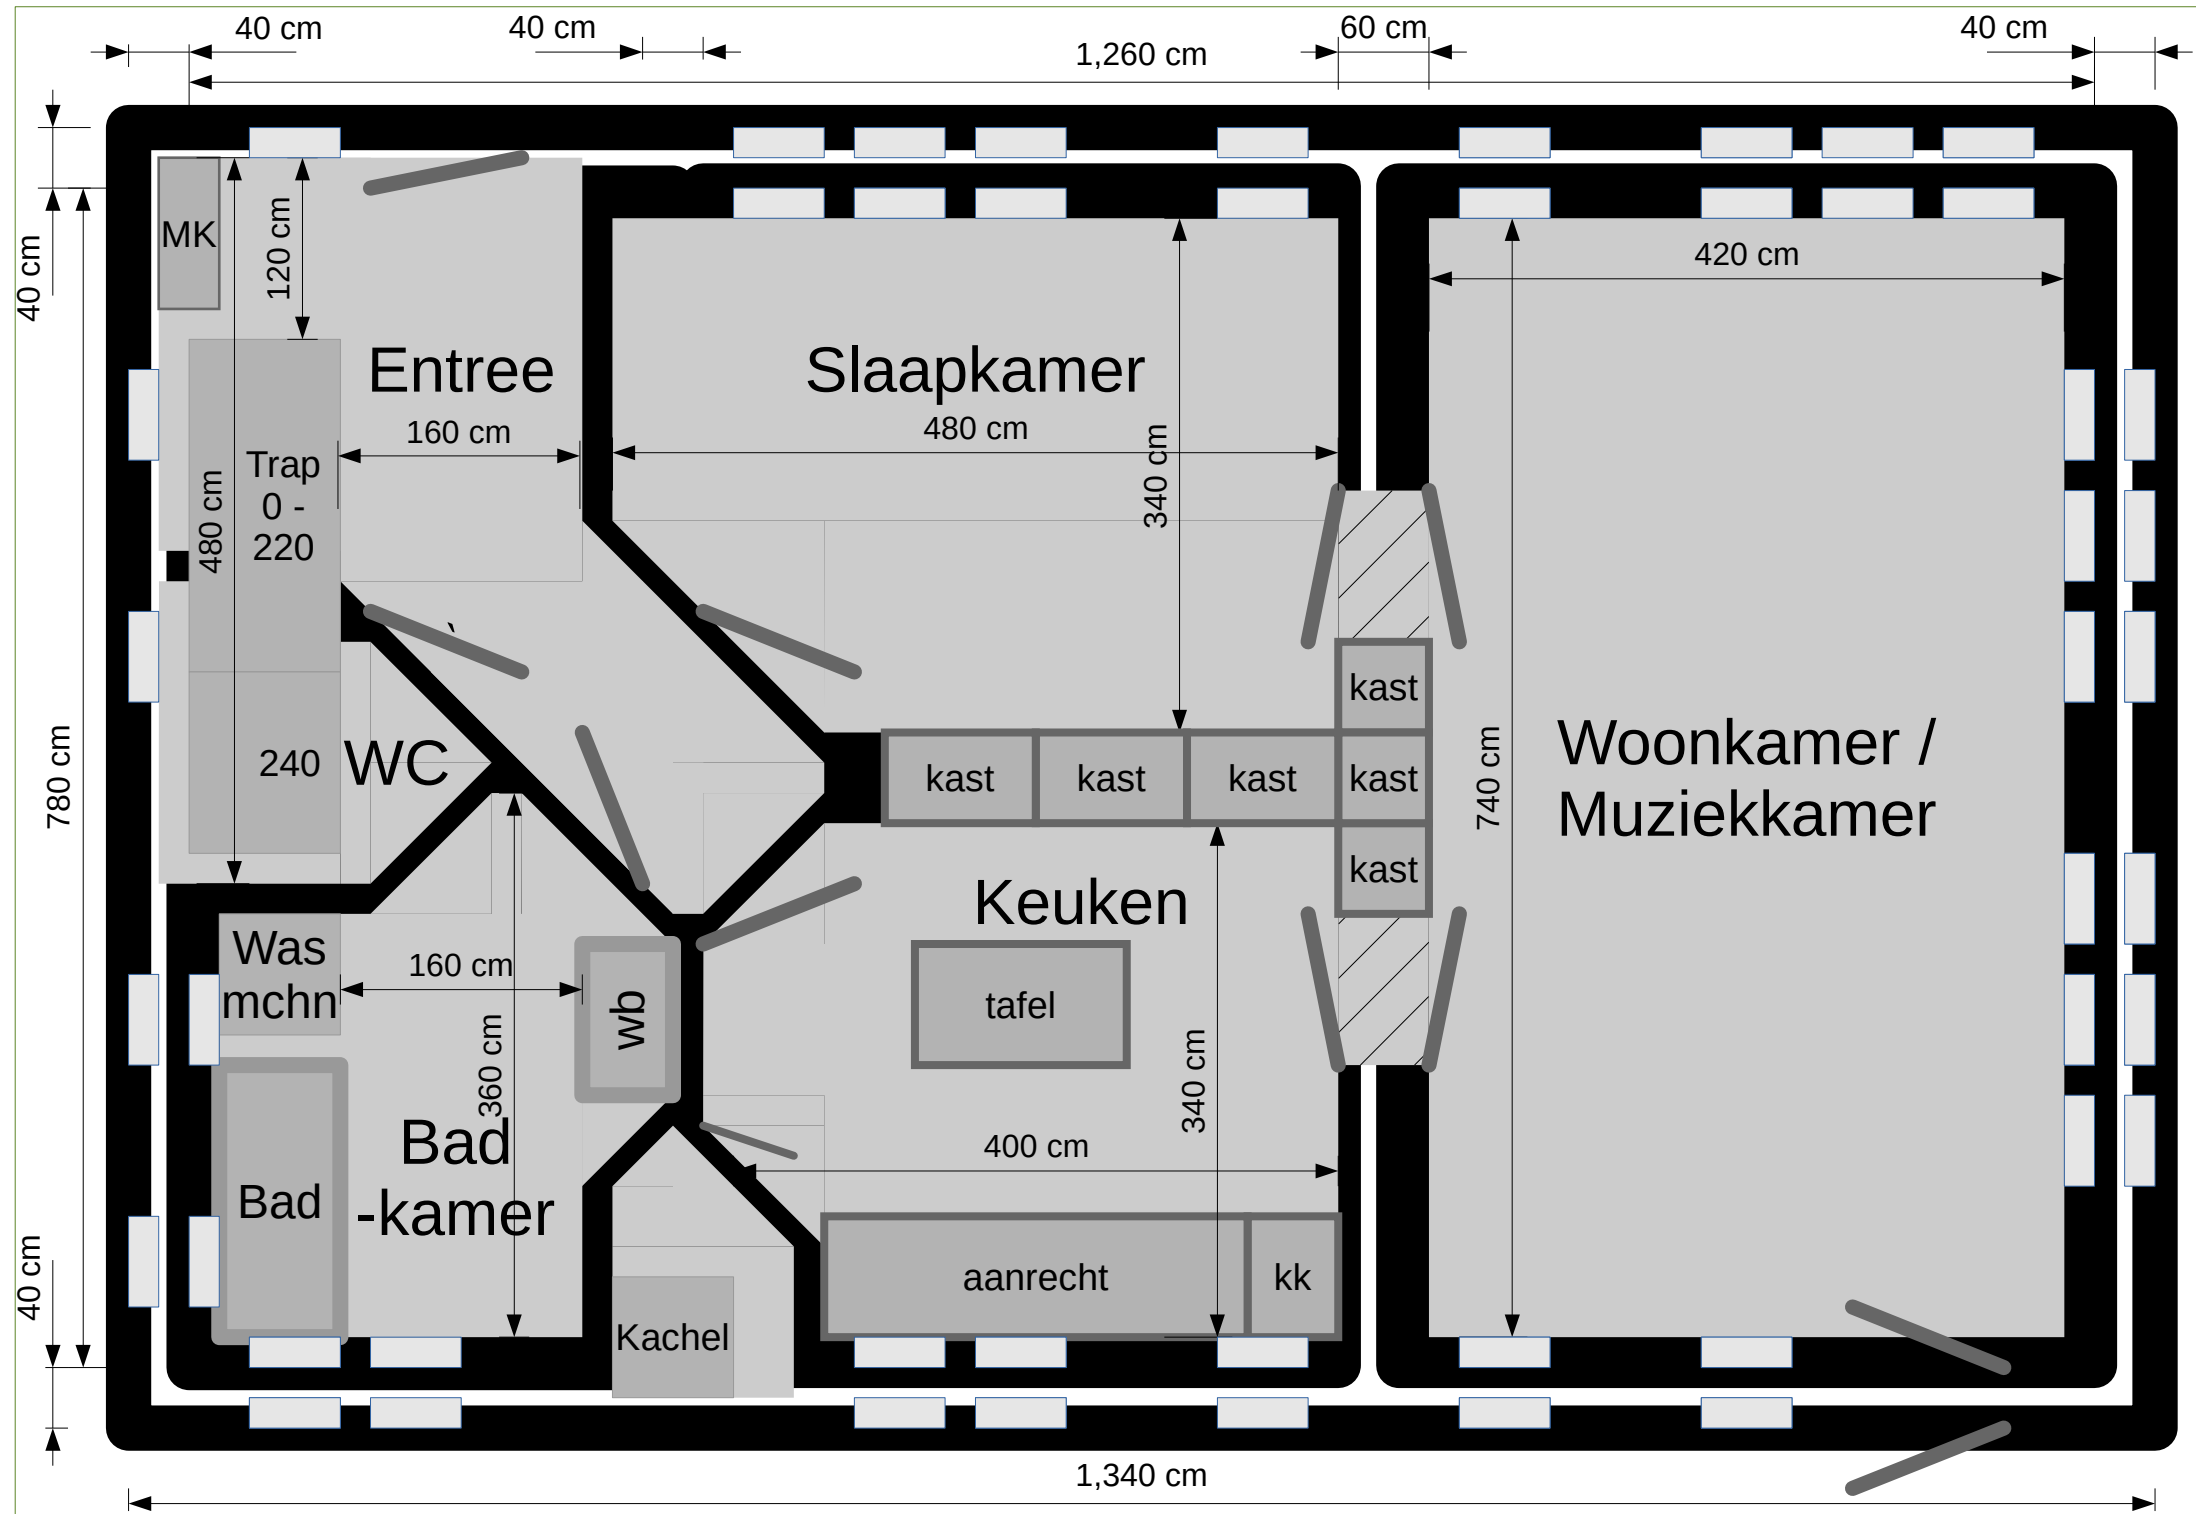 40 cm
40 cm
60 cm
40 cm
1,260 cm
MK
120 cm
40 cm
420 cm
Entree
Slaapkamer
160 cm
480 cm
340 cm
Trap
0 -
220
480 cm
`
kast
Woonkamer /
Muziekkamer
780 cm
240
WC
kast
kast
kast
kast
740 cm
kast
Keuken
Was
mchn
160 cm
wb
tafel
360 cm
340 cm
Bad
-kamer
400 cm
Bad
40 cm
aanrecht
kk
Kachel
1,340 cm